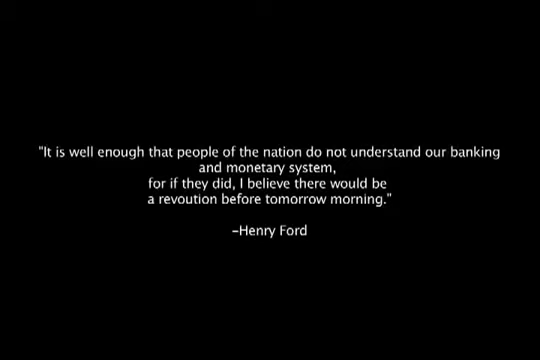 "It is well enough that people of the nation do not understand our banking
and monetary system,
for if they did, I believe there would be
a revoution before tomorrow morning."
–Henry Ford